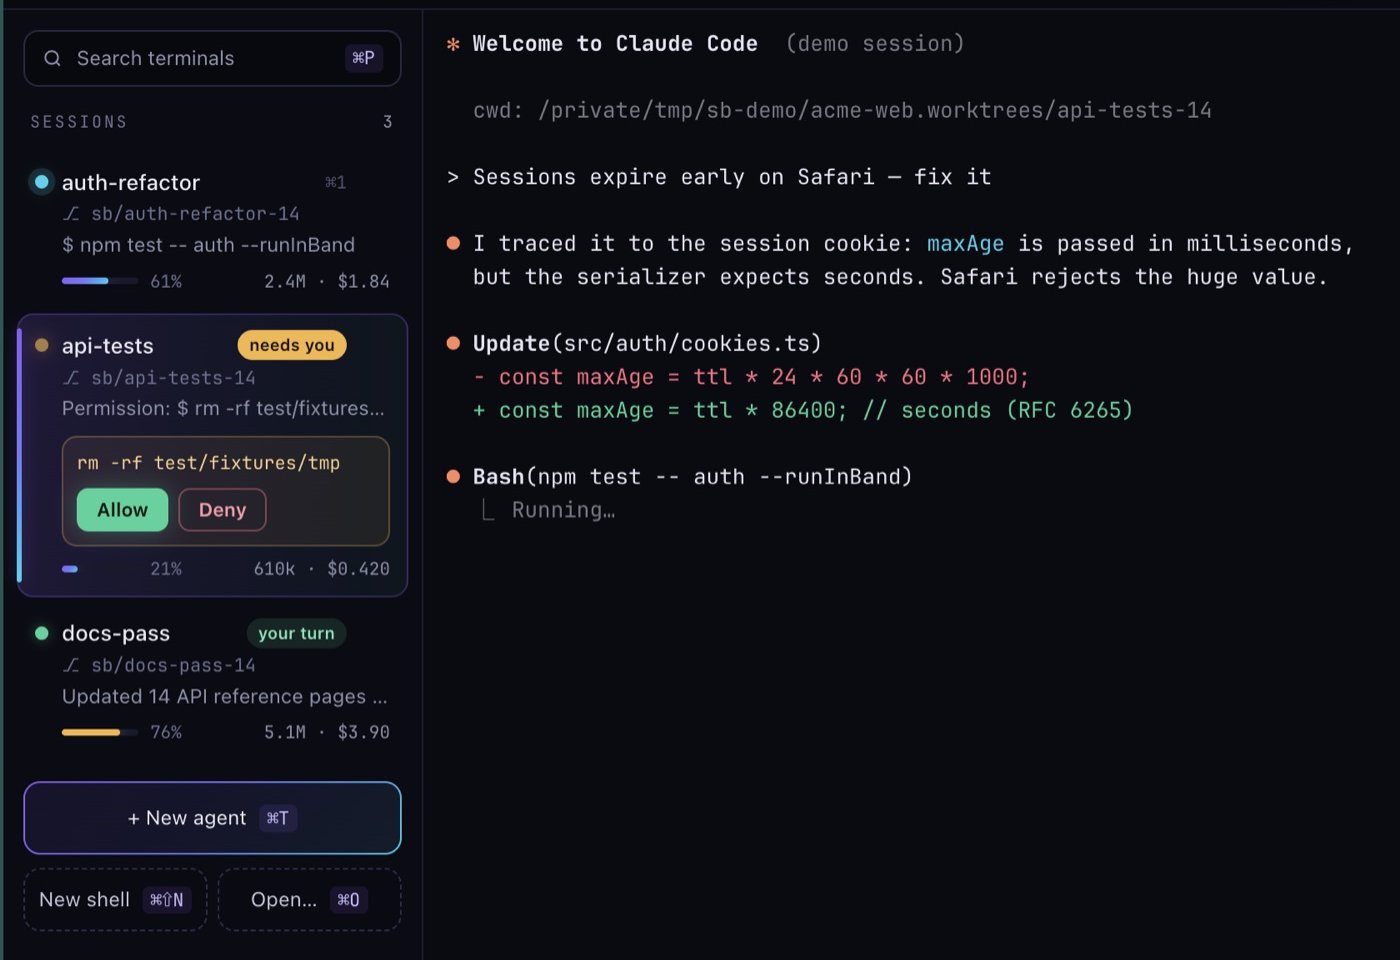 Search terminals ⌘P
SESSIONS 3
auth-refactor ⌘1
⎇ sb/auth-refactor-14
$ npm test -- auth --runInBand
61% 2.4M · $1.84
api-tests needs you
⎇ sb/api-tests-14
Permission: $ rm -rf test/fixtures...
rm -rf test/fixtures/tmp
Allow Deny
21% 610k · $0.420
docs-pass your turn
⎇ sb/docs-pass-14
Updated 14 API reference pages ...
76% 5.1M · $3.90
+ New agent ⌘T
New shell ⌘⇧N Open... ⌘O
✻ Welcome to Claude Code (demo session)
cwd: /private/tmp/sb-demo/acme-web.worktrees/api-tests-14
> Sessions expire early on Safari — fix it
● I traced it to the session cookie: maxAge is passed in milliseconds,
but the serializer expects seconds. Safari rejects the huge value.
● Update(src/auth/cookies.ts)
- const maxAge = ttl * 24 * 60 * 60 * 1000;
+ const maxAge = ttl * 86400; // seconds (RFC 6265)
● Bash(npm test -- auth --runInBand)
⎿ Running…